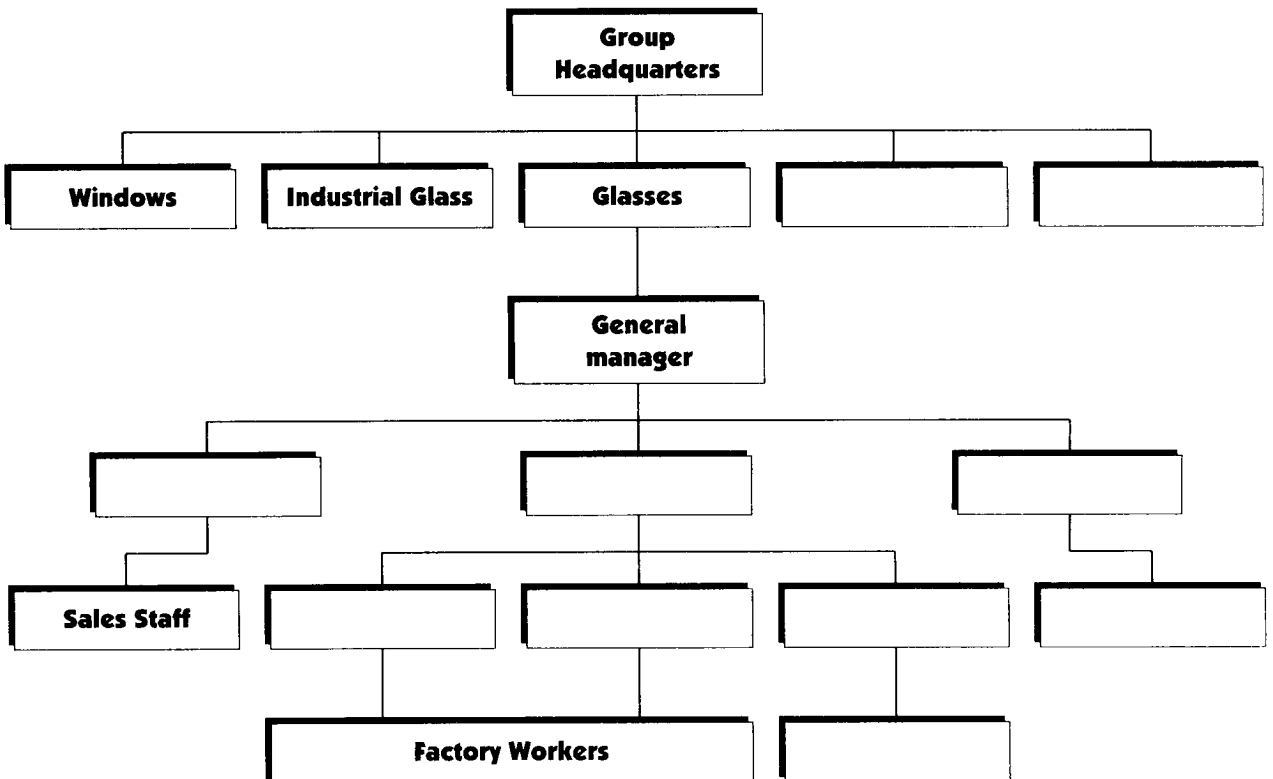 Group
Headquarters
Windows
Industrial Glass
Glasses
General
manager
Sales Staff
Factory Workers